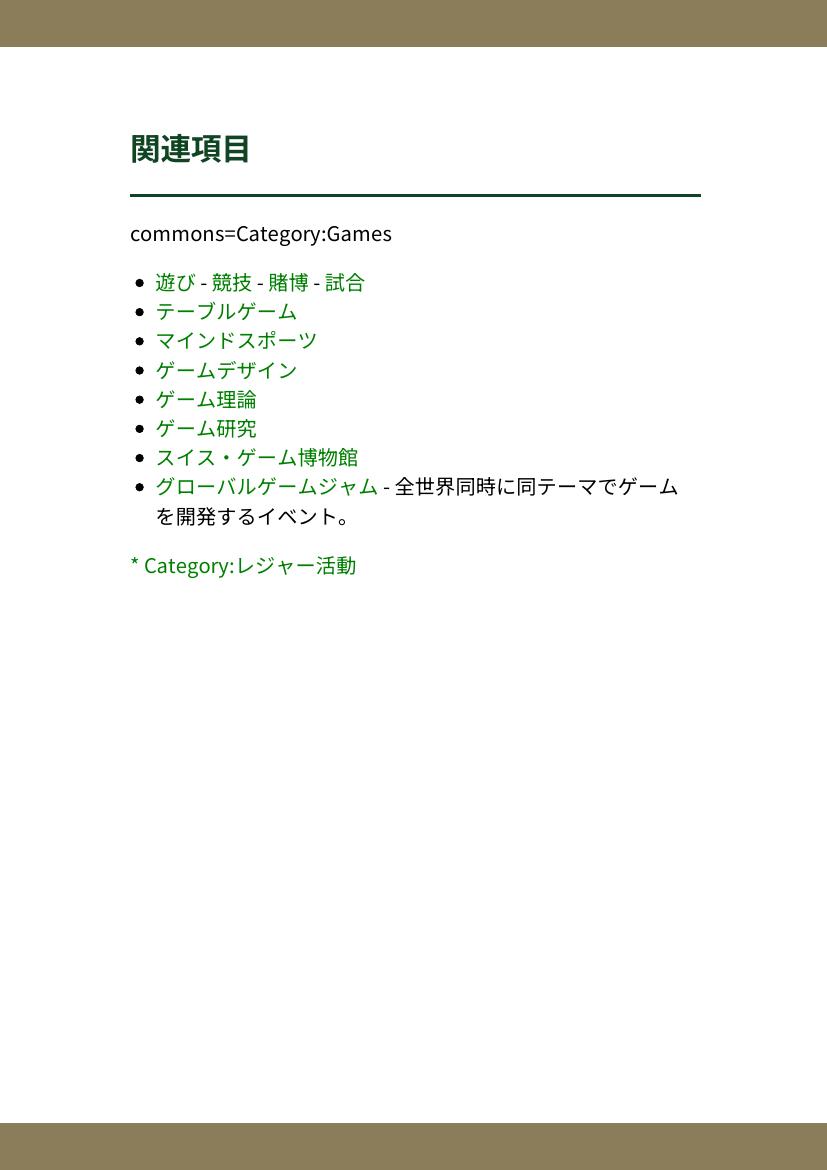 関連項目
commons=Category:Games
• 遊び - 競技 - 賭博 - 試合
• テーブルゲーム
• マインドスポーツ
• ゲームデザイン
• ゲーム理論
• ゲーム研究
• スイス・ゲーム博物館
• グローバルゲームジャム - 全世界同時に同テーマでゲーム
を開発するイベント。
* Category:レジャー活動